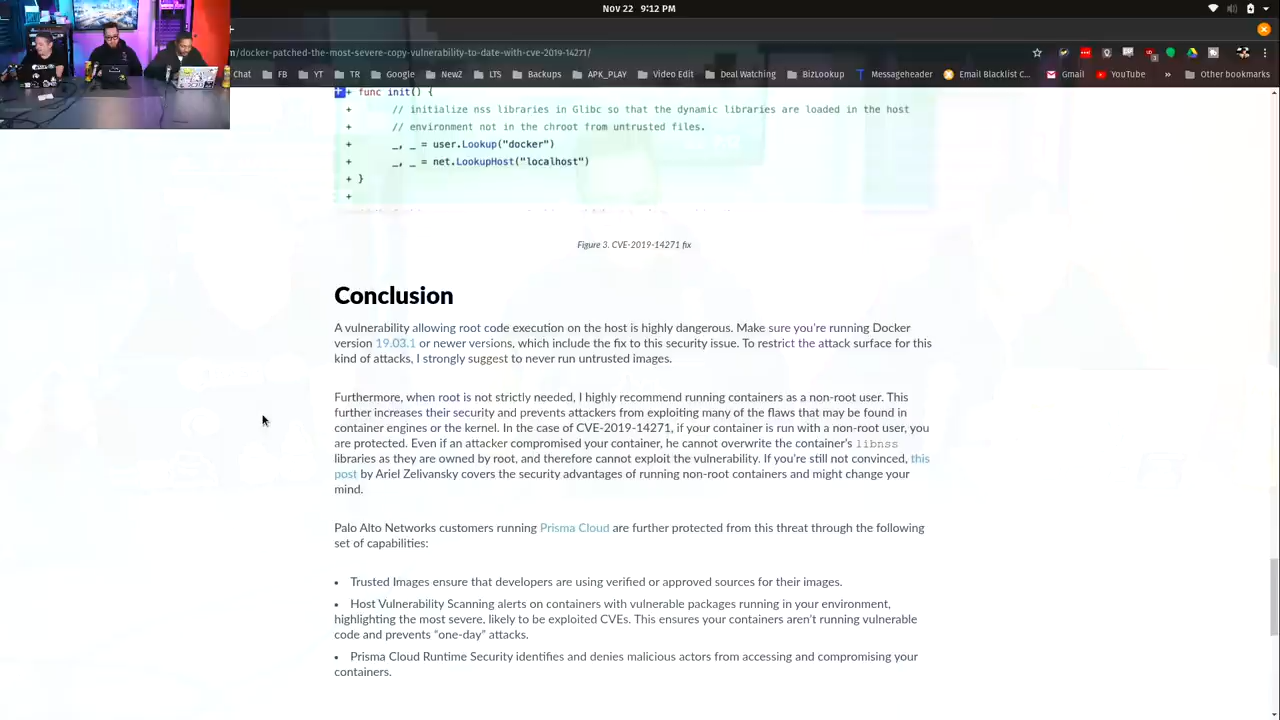 Nov 22 9:12 PM
/docker-patched-the-most-severe-copy-vulnerability-to-date-with-cve-2019-14271/
Chat FB YT TR Google New2 LTS Backups Deal Watching BizLookup Email Blacklist C... Gmail YouTube Other bookmarks
+ func init() {
+ // initialize nss libraries in Glibc so that the dynamic libraries are loaded in the host
+ // environment not in the chroot from untrusted files.
+ _, _ = user.Lookup("docker")
+ _, _ = net.LookupHost("localhost")
+ }
+
Figure 3. CVE-2019-14271 fix
Conclusion
A vulnerability allowing root code execution on the host is highly dangerous. Make sure you're running Docker
version 19.03.1 or newer versions, which include the fix to this security issue. To restrict the attack surface for this
kind of attacks, I strongly suggest to never run untrusted images.
Furthermore, when root is not strictly needed, I highly recommend running containers as a non-root user. This
further increases their security and prevents attackers from exploiting many of the flaws that may be found in
container engines or the kernel. In the case of CVE-2019-14271, if your container is run with a non-root user, you
are protected. Even if an attacker compromised your container, he cannot overwrite the container's libnss
libraries as they are owned by root, and therefore cannot exploit the vulnerability. If you're still not convinced, this
post by Ariel Zelivansky covers the security advantages of running non-root containers and might change your
mind.
Palo Alto Networks customers running Prisma Cloud are further protected from this threat through the following
set of capabilities:
• Trusted Images ensure that developers are using verified or approved sources for their images.
• Host Vulnerability Scanning alerts on containers with vulnerable packages running in your environment,
highlighting the most severe, likely to be exploited CVEs. This ensures your containers aren't running vulnerable
code and prevents "one-day" attacks.
• Prisma Cloud Runtime Security identifies and denies malicious actors from accessing and compromising your
containers.